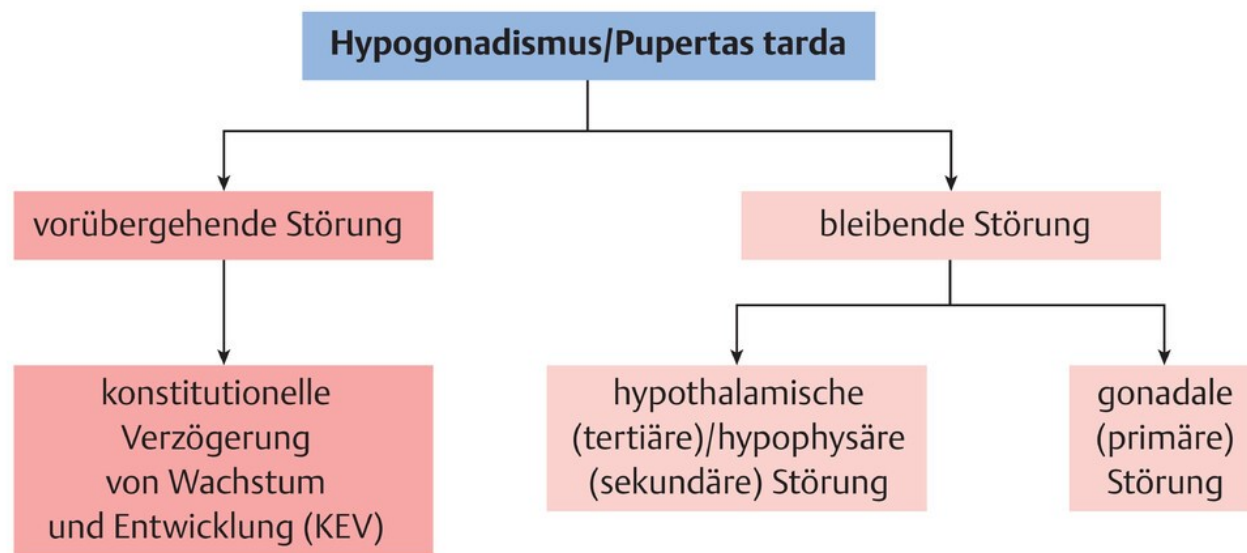 Hypogonadismus/Pupertas tarda
vorübergehende Störung
bleibende Störung
konstitutionelle
Verzögerung
von Wachstum
und Entwicklung (KEV)
hypothalamische
(tertiäre)/hypophysäre
(sekundäre) Störung
gonadale
(primäre)
Störung